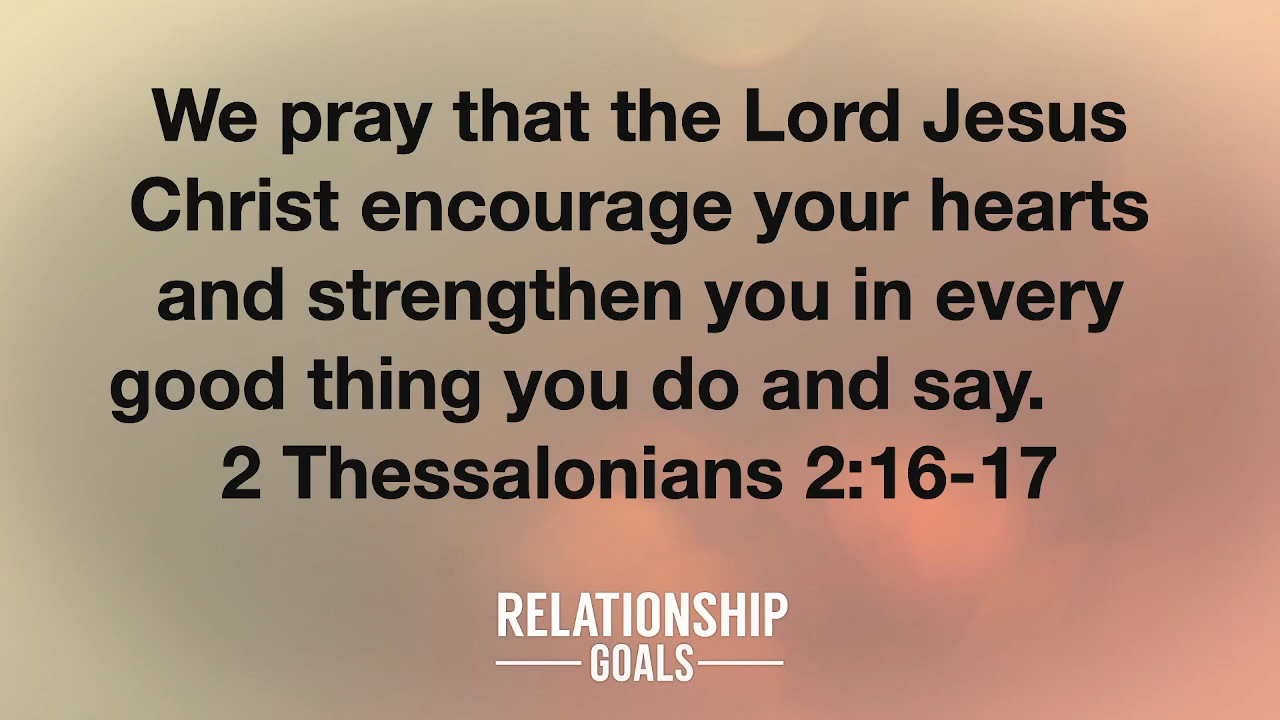 We pray that the Lord Jesus
Christ encourage your hearts
and strengthen you in every
good thing you do and say.
2 Thessalonians 2:16-17
RELATIONSHIP
GOALS